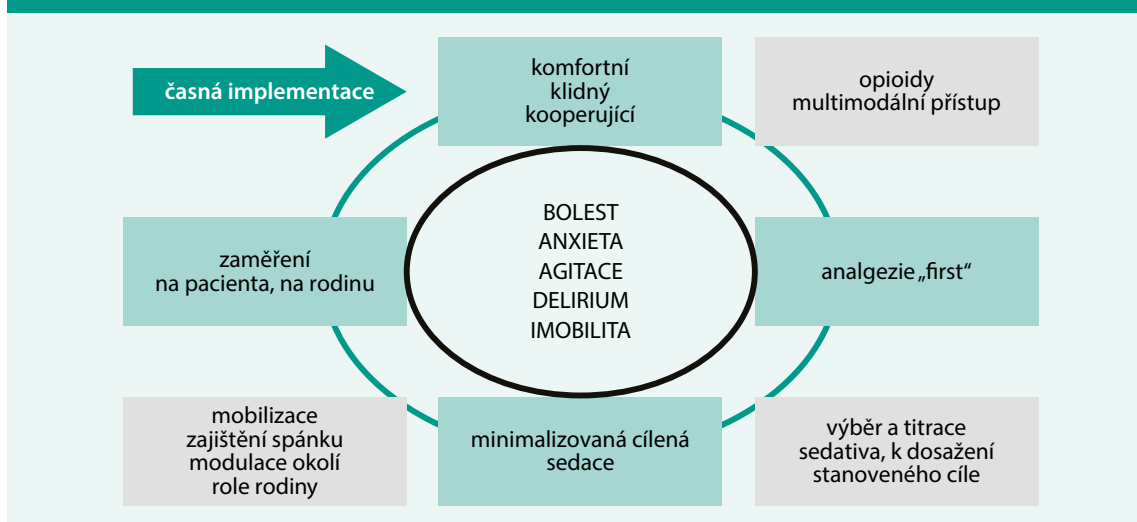 časná implementace
komfortní
klidný
kooperující
opioidy
multimodální přístup
zaměření
na pacienta, na rodinu
BOLEST
ANXIETA
AGITACE
DELIRIUM
IMOBILITA
analgezie „first“
mobilizace
zajištění spánku
modulace okolí
role rodiny
minimalizovaná cílená
sedace
výběr a titrace
sedativa, k dosažení
stanoveného cíle